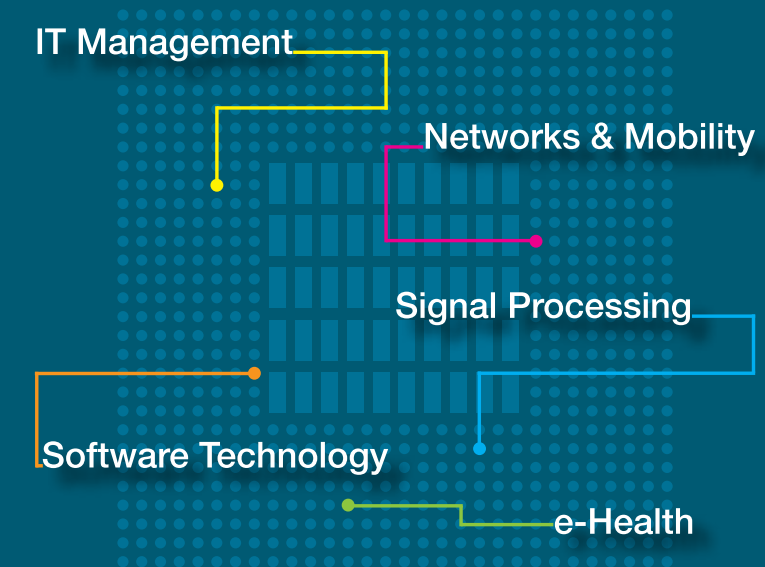 IT Management
Networks & Mobility
Signal Processing
Software Technology
e-Health